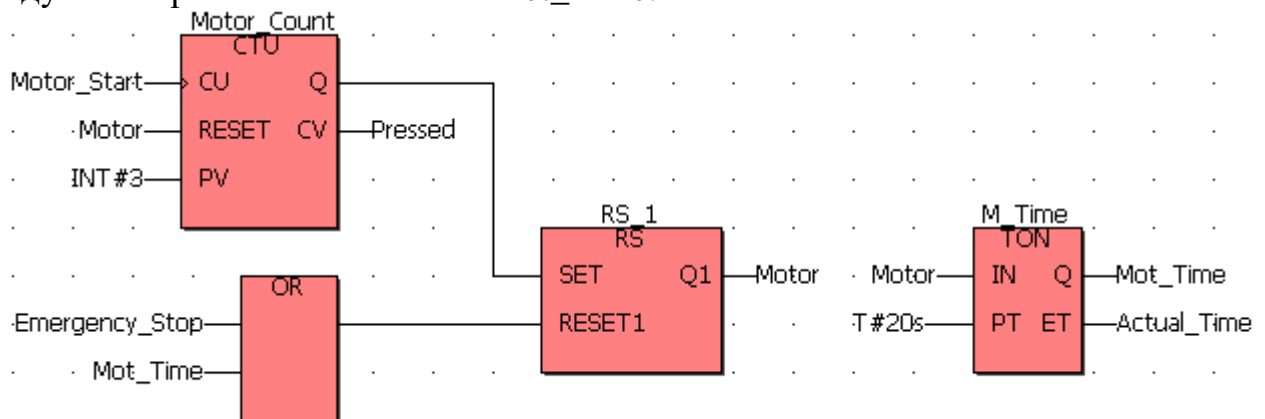 Motor_Count
CTU
Motor_Start CU Q
Motor RESET CV Pressed
INT#3 PV
RS_1
RS
SET Q1 Motor
RESET1
M_Time
TON
Motor IN Q Mot_Time
T#20s PT ET Actual_Time
OR
Emergency_Stop
Mot_Time